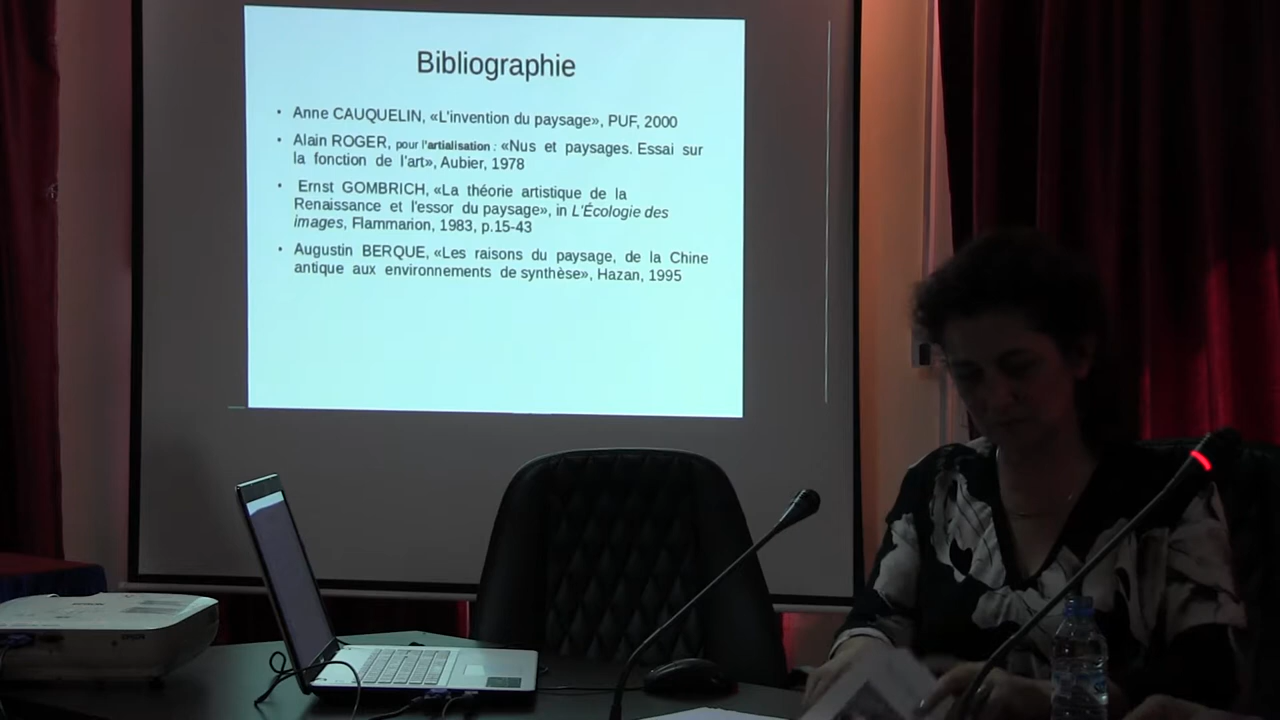 Bibliographie
• Anne CAUQUELIN, «L'invention du paysage», PUF, 2000
• Alain ROGER, pour l'artialisation : «Nus et paysages. Essai sur
la fonction de l'art», Aubier, 1978
• Ernst GOMBRICH, «La théorie artistique de la
Renaissance et l'essor du paysage», in L'Écologie des
images, Flammarion, 1983, p.15-43
• Augustin BERQUE, «Les raisons du paysage, de la Chine
antique aux environnements de synthèse», Hazan, 1995
EPSON